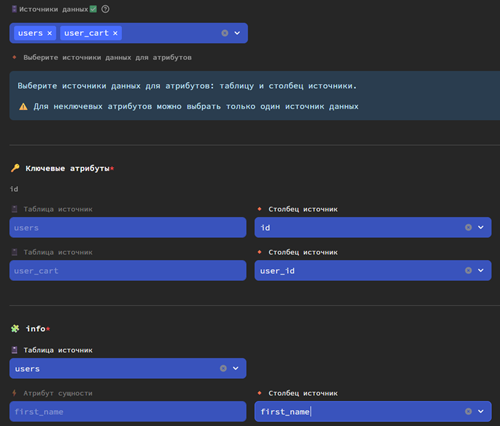 Источники данных
users user_cart
Выберите источники данных для атрибутов
Выберите источники данных для атрибутов: таблицу и столбец источники.
Для неключевых атрибутов можно выбрать только один источник данных
Ключевые атрибуты*
id
Таблица источник
Столбец источник
users
id
Таблица источник
Столбец источник
user_cart
user_id
info*
Таблица источник
users
Атрибут сущности
Столбец источник
first_name
first_name